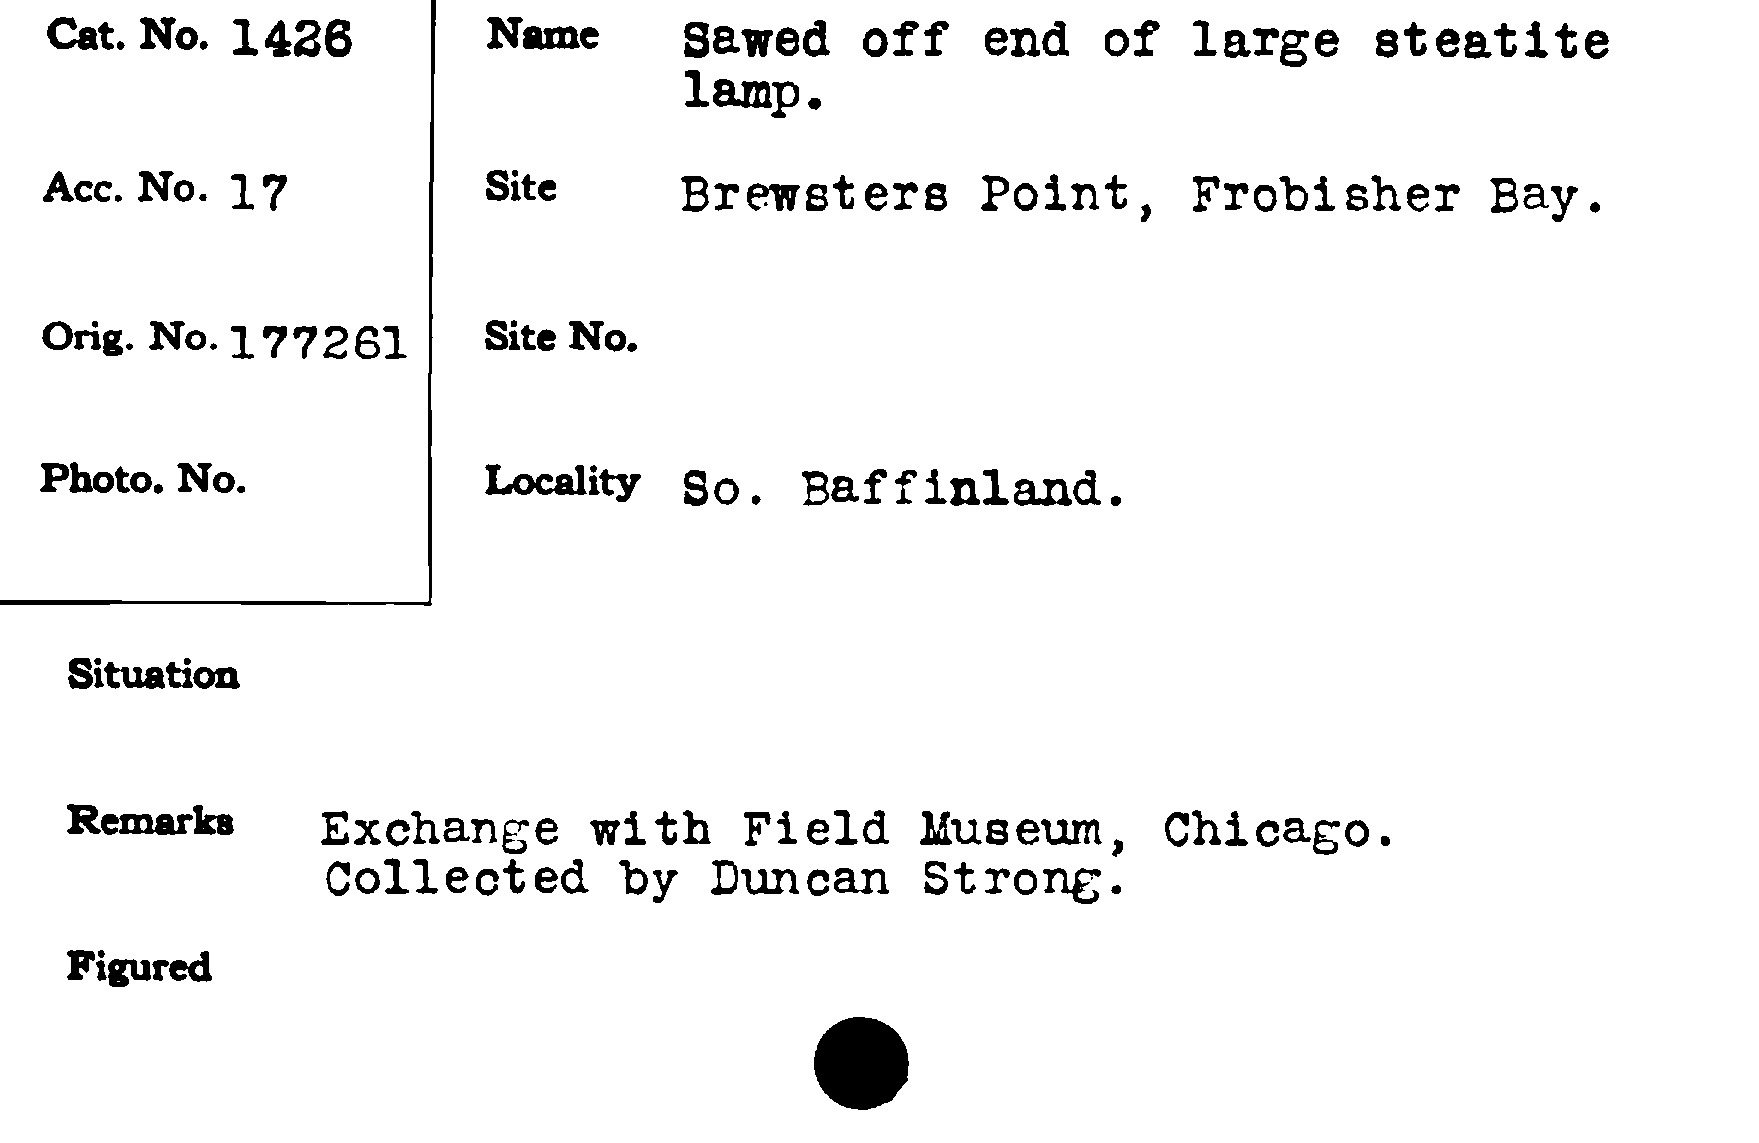 Cat. No. 1426
Name Sawed off end of large steatite
lamp.
Acc. No. 17
Site Brewsters Point, Frobisher Bay.
Orig. No. 177261
Site No.
Photo. No.
Locality So. Baffinland.
Situation
Remarks Exchange with Field Museum, Chicago.
Collected by Duncan Strong.
Figured